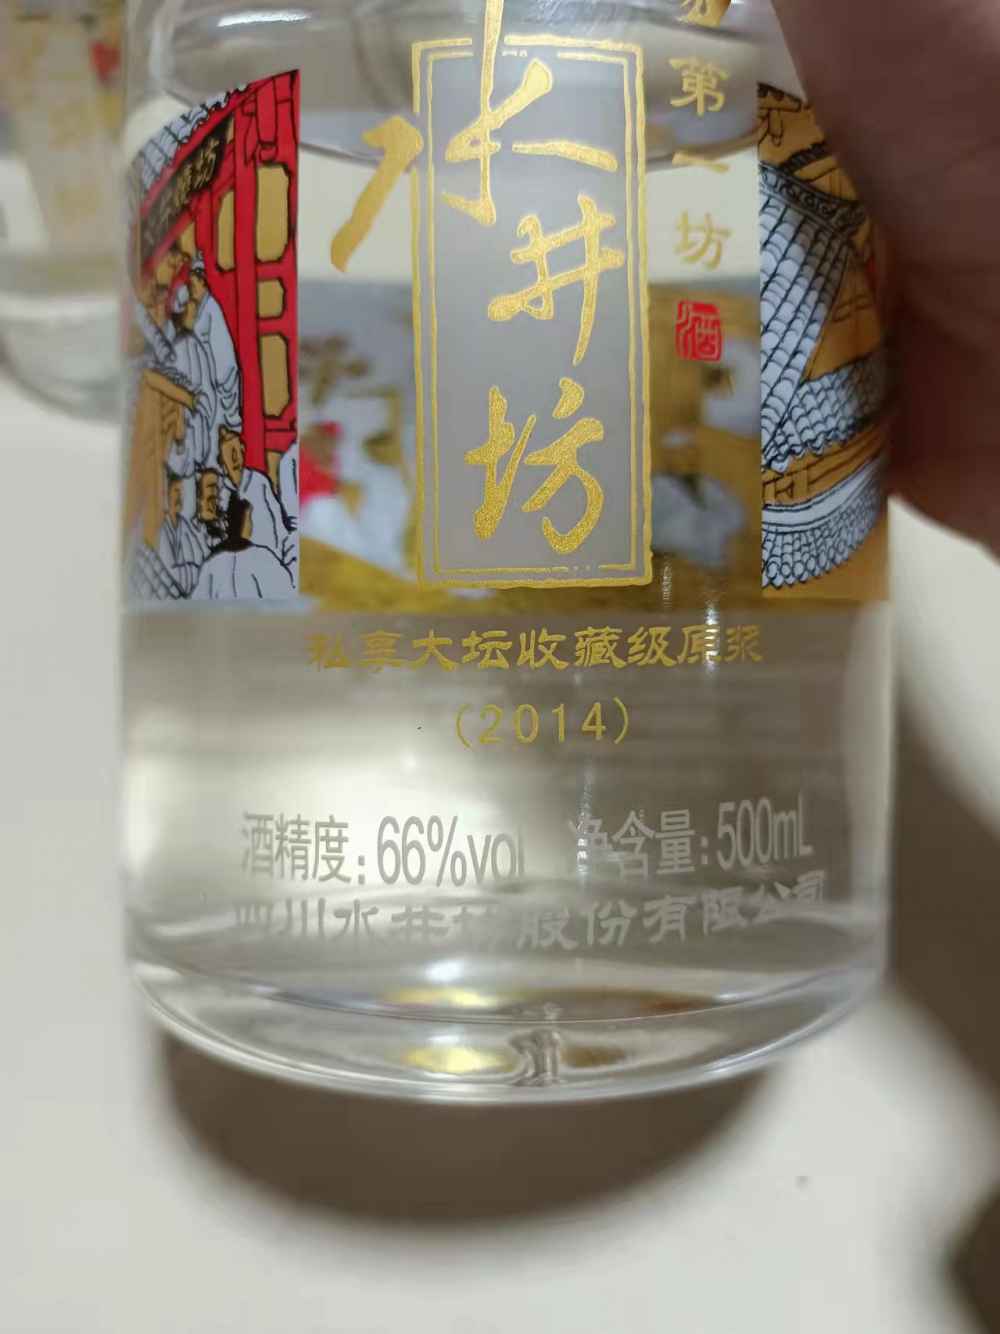 水井坊
第一坊
酒
私享大坛收藏级原浆
(2014)
酒精度:66%vol 净含量:500mL
四川水井坊股份有限公司